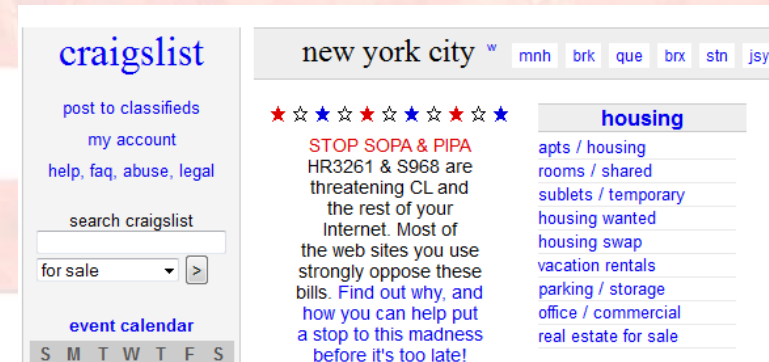 craigslist
post to classifieds
my account
help, faq, abuse, legal
search craigslist
for sale
>
event calendar
S M T W T F S
new york city w mnh brk que brx stn jsy
STOP SOPA & PIPA
HR3261 & S968 are
threatening CL and
the rest of your
Internet. Most of
the web sites you use
strongly oppose these
bills. Find out why, and
how you can help put
a stop to this madness
before it's too late!
housing
apts / housing
rooms / shared
sublets / temporary
housing wanted
housing swap
vacation rentals
parking / storage
office / commercial
real estate for sale